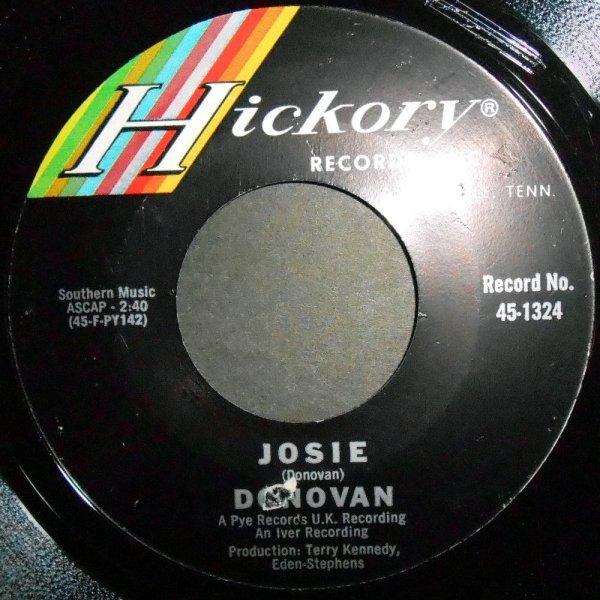 Hickory®
RECORD
TENN.
Southern Music
ASCAP - 2:40
(45-F-PY142)
Record No.
45-1324
JOSIE
(Donovan)
DONOVAN
A Pye Records U.K. Recording
An Iver Recording
Production: Terry Kennedy,
Eden-Stephens